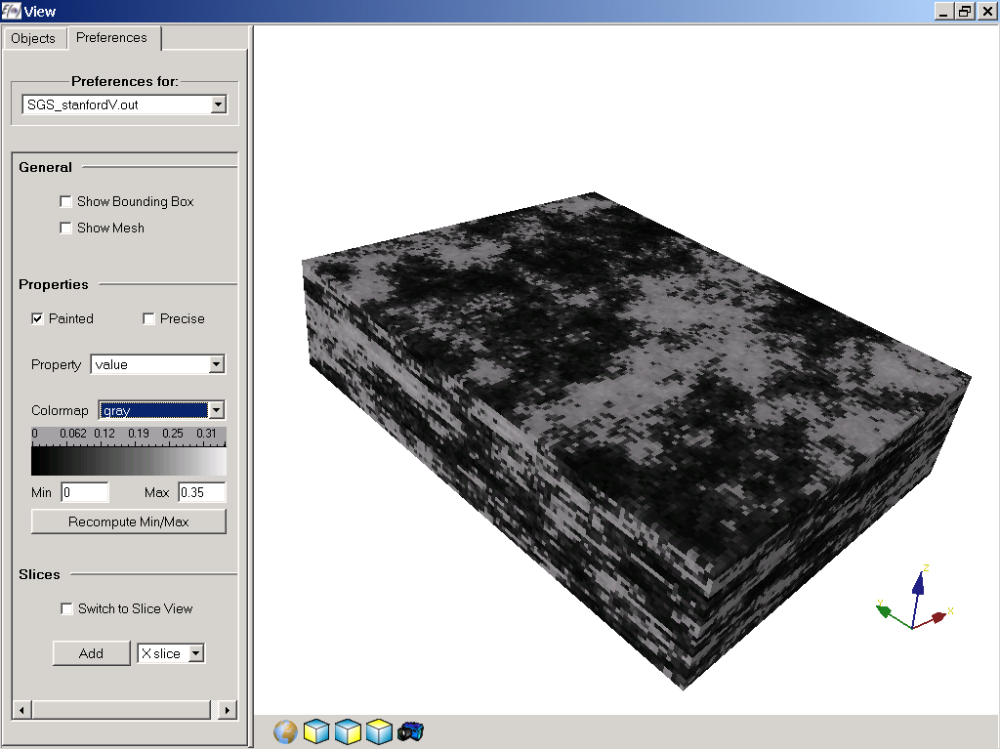 View
Objects Preferences
Preferences for:
SGS_stanfordV.out
General
Show Bounding Box
Show Mesh
Properties
Painted Precise
Property value
Colormap gray
0 0.062 0.12 0.19 0.25 0.31
Min 0 Max 0.35
Recompute Min/Max
Slices
Switch to Slice View
Add X slice
Z
Y X